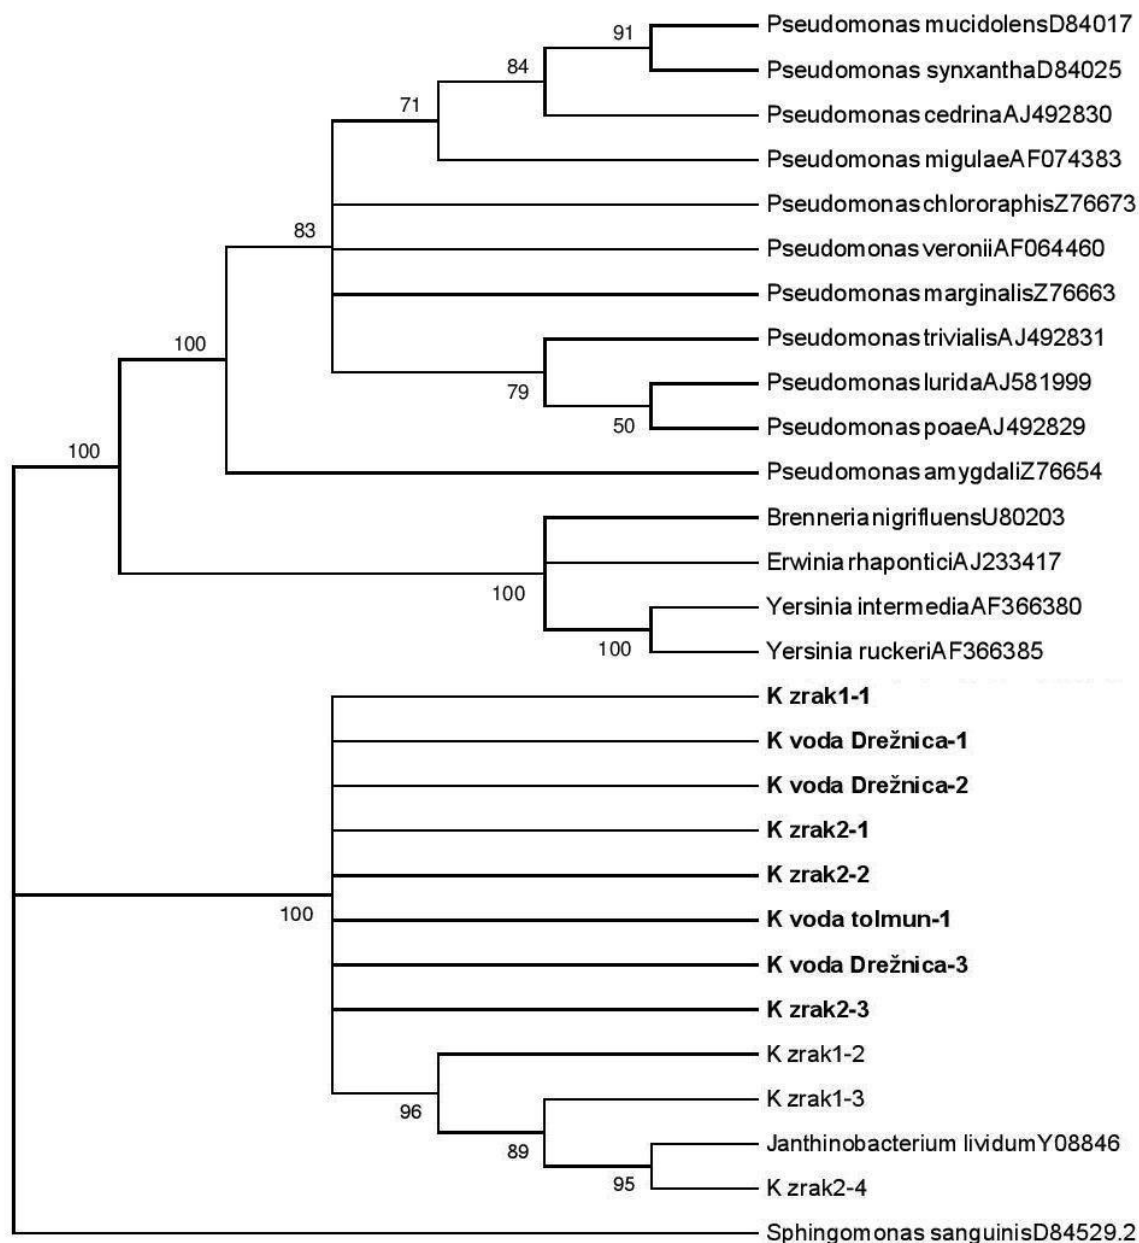 91
Pseudomonas mucidolensD84017
84
Pseudomonas synxanthaD84025
71
Pseudomonas cedrinaAJ492830
Pseudomonas migulaeAF074383
Pseudomonas chlororaphisZ76673
83
Pseudomonas veroniiAF064460
Pseudomonas marginalisZ76663
100
Pseudomonas trivialisAJ492831
79
Pseudomonas luridaAJ581999
50
Pseudomonas poaeAJ492829
100
Pseudomonas amygdaliZ76654
Brenneria nigrifluensU80203
Erwinia rhaponticiAJ233417
100
Yersinia intermediaAF366380
100
Yersinia ruckeriAF366385
K zrak1-1
K voda Drežnica-1
K voda Drežnica-2
K zrak2-1
K zrak2-2
100
K voda tolmun-1
K voda Drežnica-3
K zrak2-3
K zrak1-2
96
K zrak1-3
89
Janthinobacterium lividumY08846
95
K zrak2-4
Sphingomonas sanguinisD84529.2